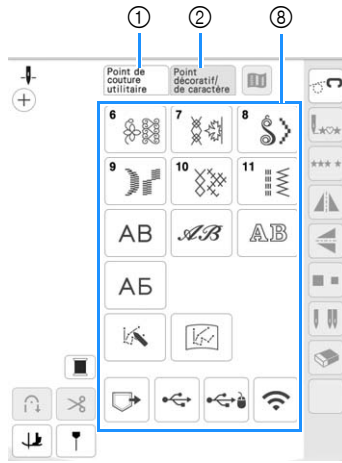 ① ② ⑧
Point de
couture
utilitaire
Point
décoratif/
de caractère
6 7 8
9 10 11
AB AB AB
АБ